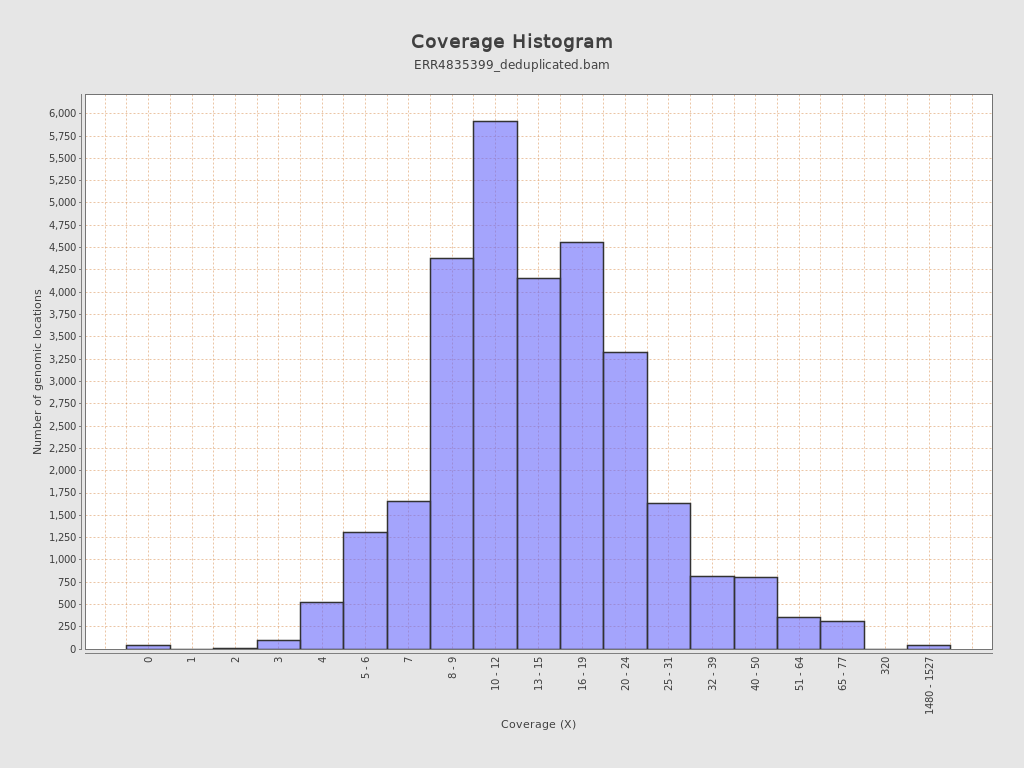 Coverage Histogram
ERR4835399_deduplicated.bam
Number of genomic locations
6,000
5,750
5,500
5,250
5,000
4,750
4,500
4,250
4,000
3,750
3,500
3,250
3,000
2,750
2,500
2,250
2,000
1,750
1,500
1,250
1,000
750
500
250
0
0
1
2
3
4
5 - 6
7
8 - 9
10 - 12
13 - 15
16 - 19
20 - 24
25 - 31
32 - 39
40 - 50
51 - 64
65 - 77
320
1480 - 1527
Coverage (X)